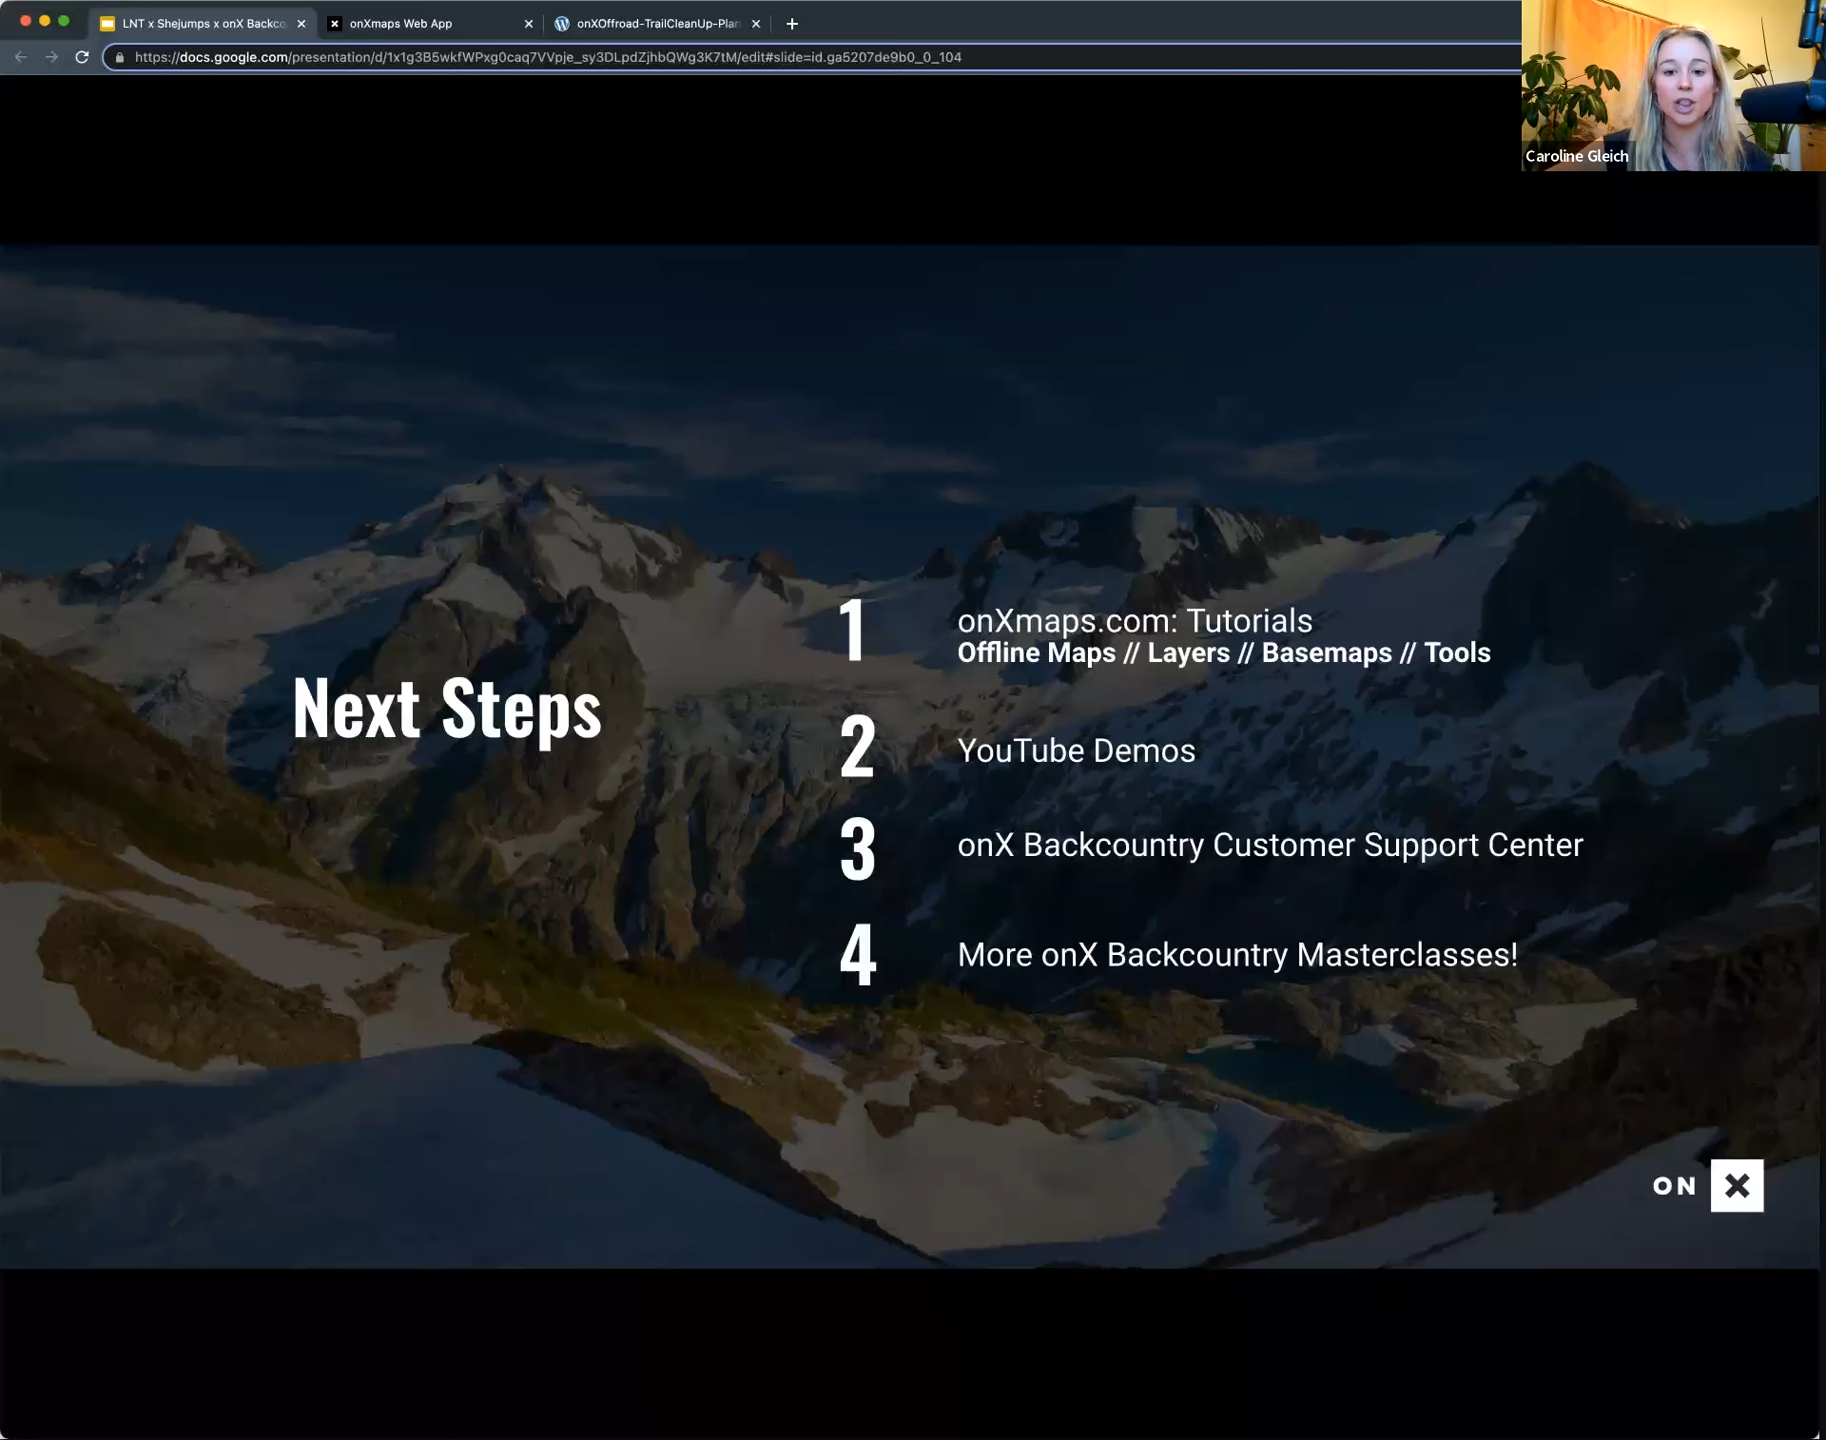 LNT x Shejumps x onX Backco
onXmaps Web App
onXOffroad-TrailCleanUp-Plan
https://docs.google.com/presentation/d/1x1g3B5wkfWPxg0caq7VVpje_sy3DLpdZjhbQWg3K7tM/edit#slide=id.ga5207de9b0_0_104
Caroline Gleich
Next Steps
1
onXmaps.com: Tutorials
Offline Maps // Layers // Basemaps // Tools
2
YouTube Demos
3
onX Backcountry Customer Support Center
4
More onX Backcountry Masterclasses!
ON X